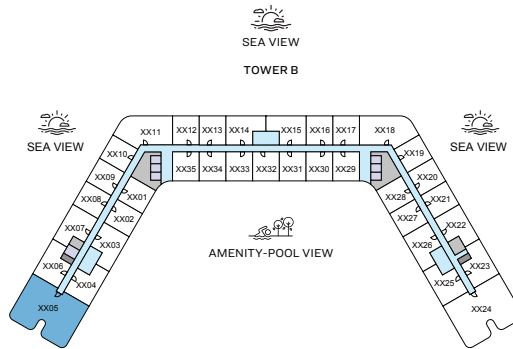 SEA VIEW
TOWER B
SEA VIEW
SEA VIEW
XX11
XX12
XX13
XX14
XX15
XX16
XX17
XX18
XX10
XX19
XX35
XX34
XX33
XX32
XX31
XX30
XX29
XX09
XX20
XX01
XX28
XX08
XX21
XX02
XX27
XX07
XX22
XX03
XX26
AMENITY-POOL VIEW
XX06
XX23
XX04
XX25
XX05
XX24